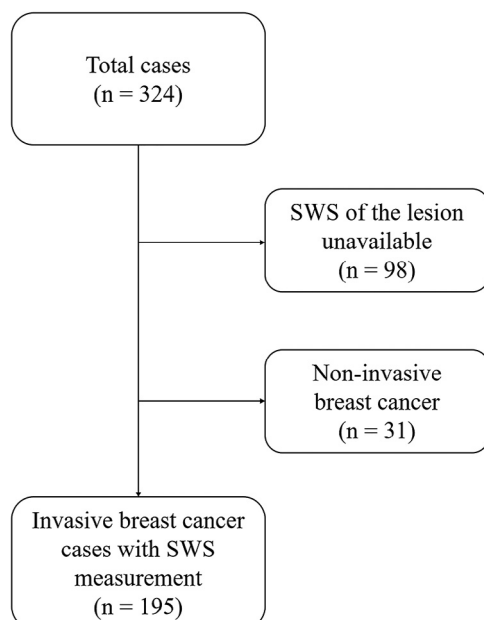 Total cases
(n = 324)
SWS of the lesion
unavailable
(n = 98)
Non-invasive
breast cancer
(n = 31)
Invasive breast cancer
cases with SWS
measurement
(n = 195)